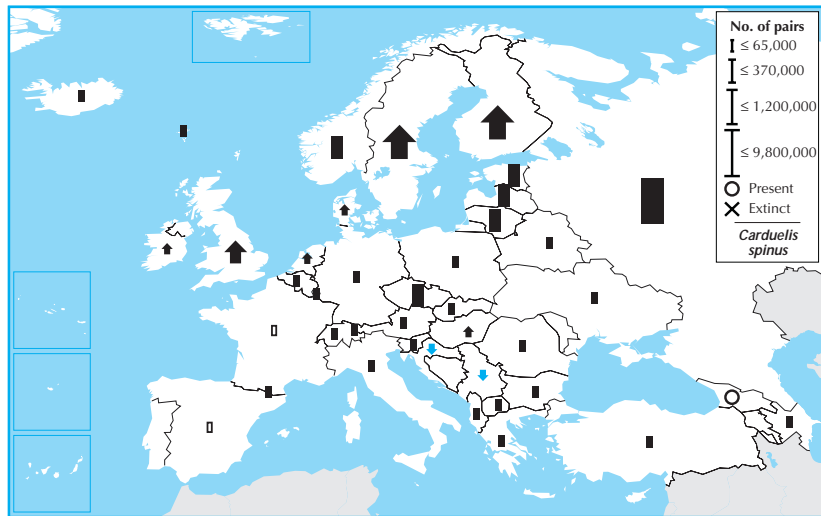 No. of pairs
≤ 65,000
≤ 370,000
≤ 1,200,000
≤ 9,800,000
Present
Extinct
Carduelis
spinus